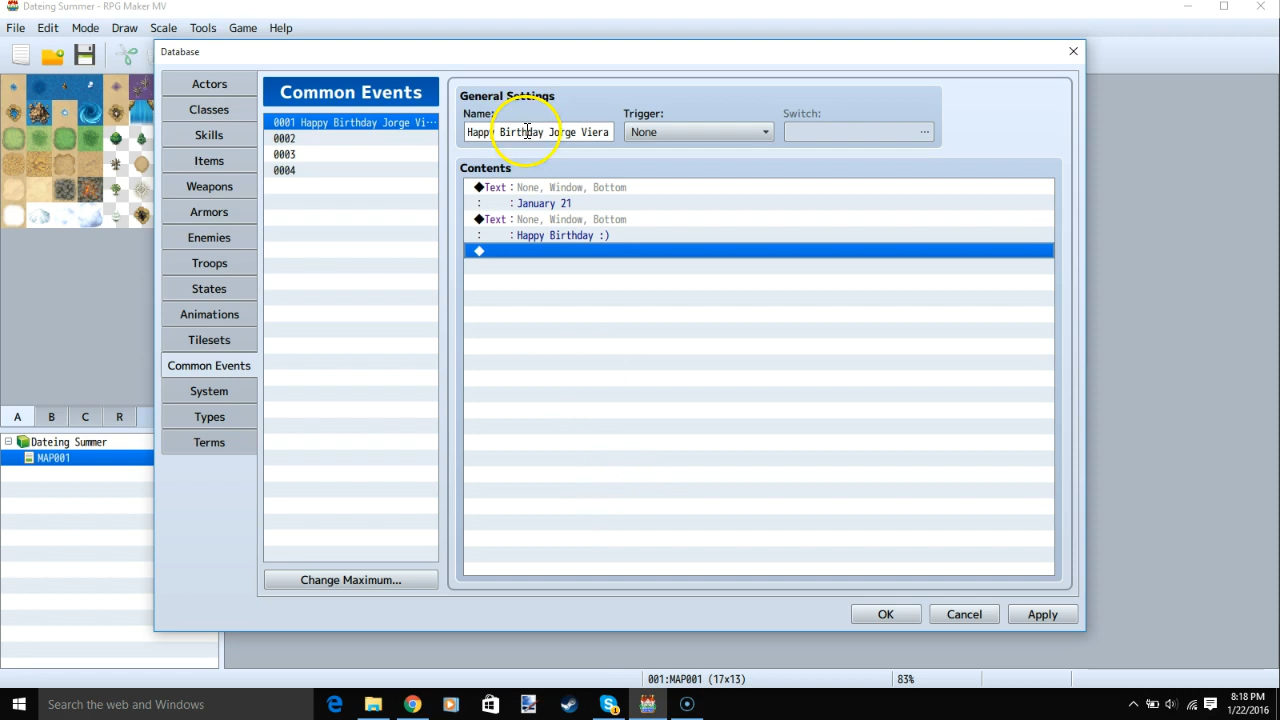 Dateing Summer - RPG Maker MV
File Edit Mode Draw Scale Tools Game Help
Database
Actors
Classes
Skills
Items
Weapons
Armors
Enemies
Troops
States
Animations
Tilesets
Common Events
System
Types
Terms
Common Events
0001 Happy Birthday Jorge Vi...
0002
0003
0004
Change Maximum...
General Settings
Name: Trigger: Switch:
Happy Birthday Jorge Viera None ...
Contents
◆Text : None, Window, Bottom
: : January 21
◆Text : None, Window, Bottom
: : Happy Birthday :)
◆
OK Cancel Apply
A B C R
Dateing Summer
MAP001
001:MAP001 (17x13) 83%
Search the web and Windows
8:18 PM
1/22/2016